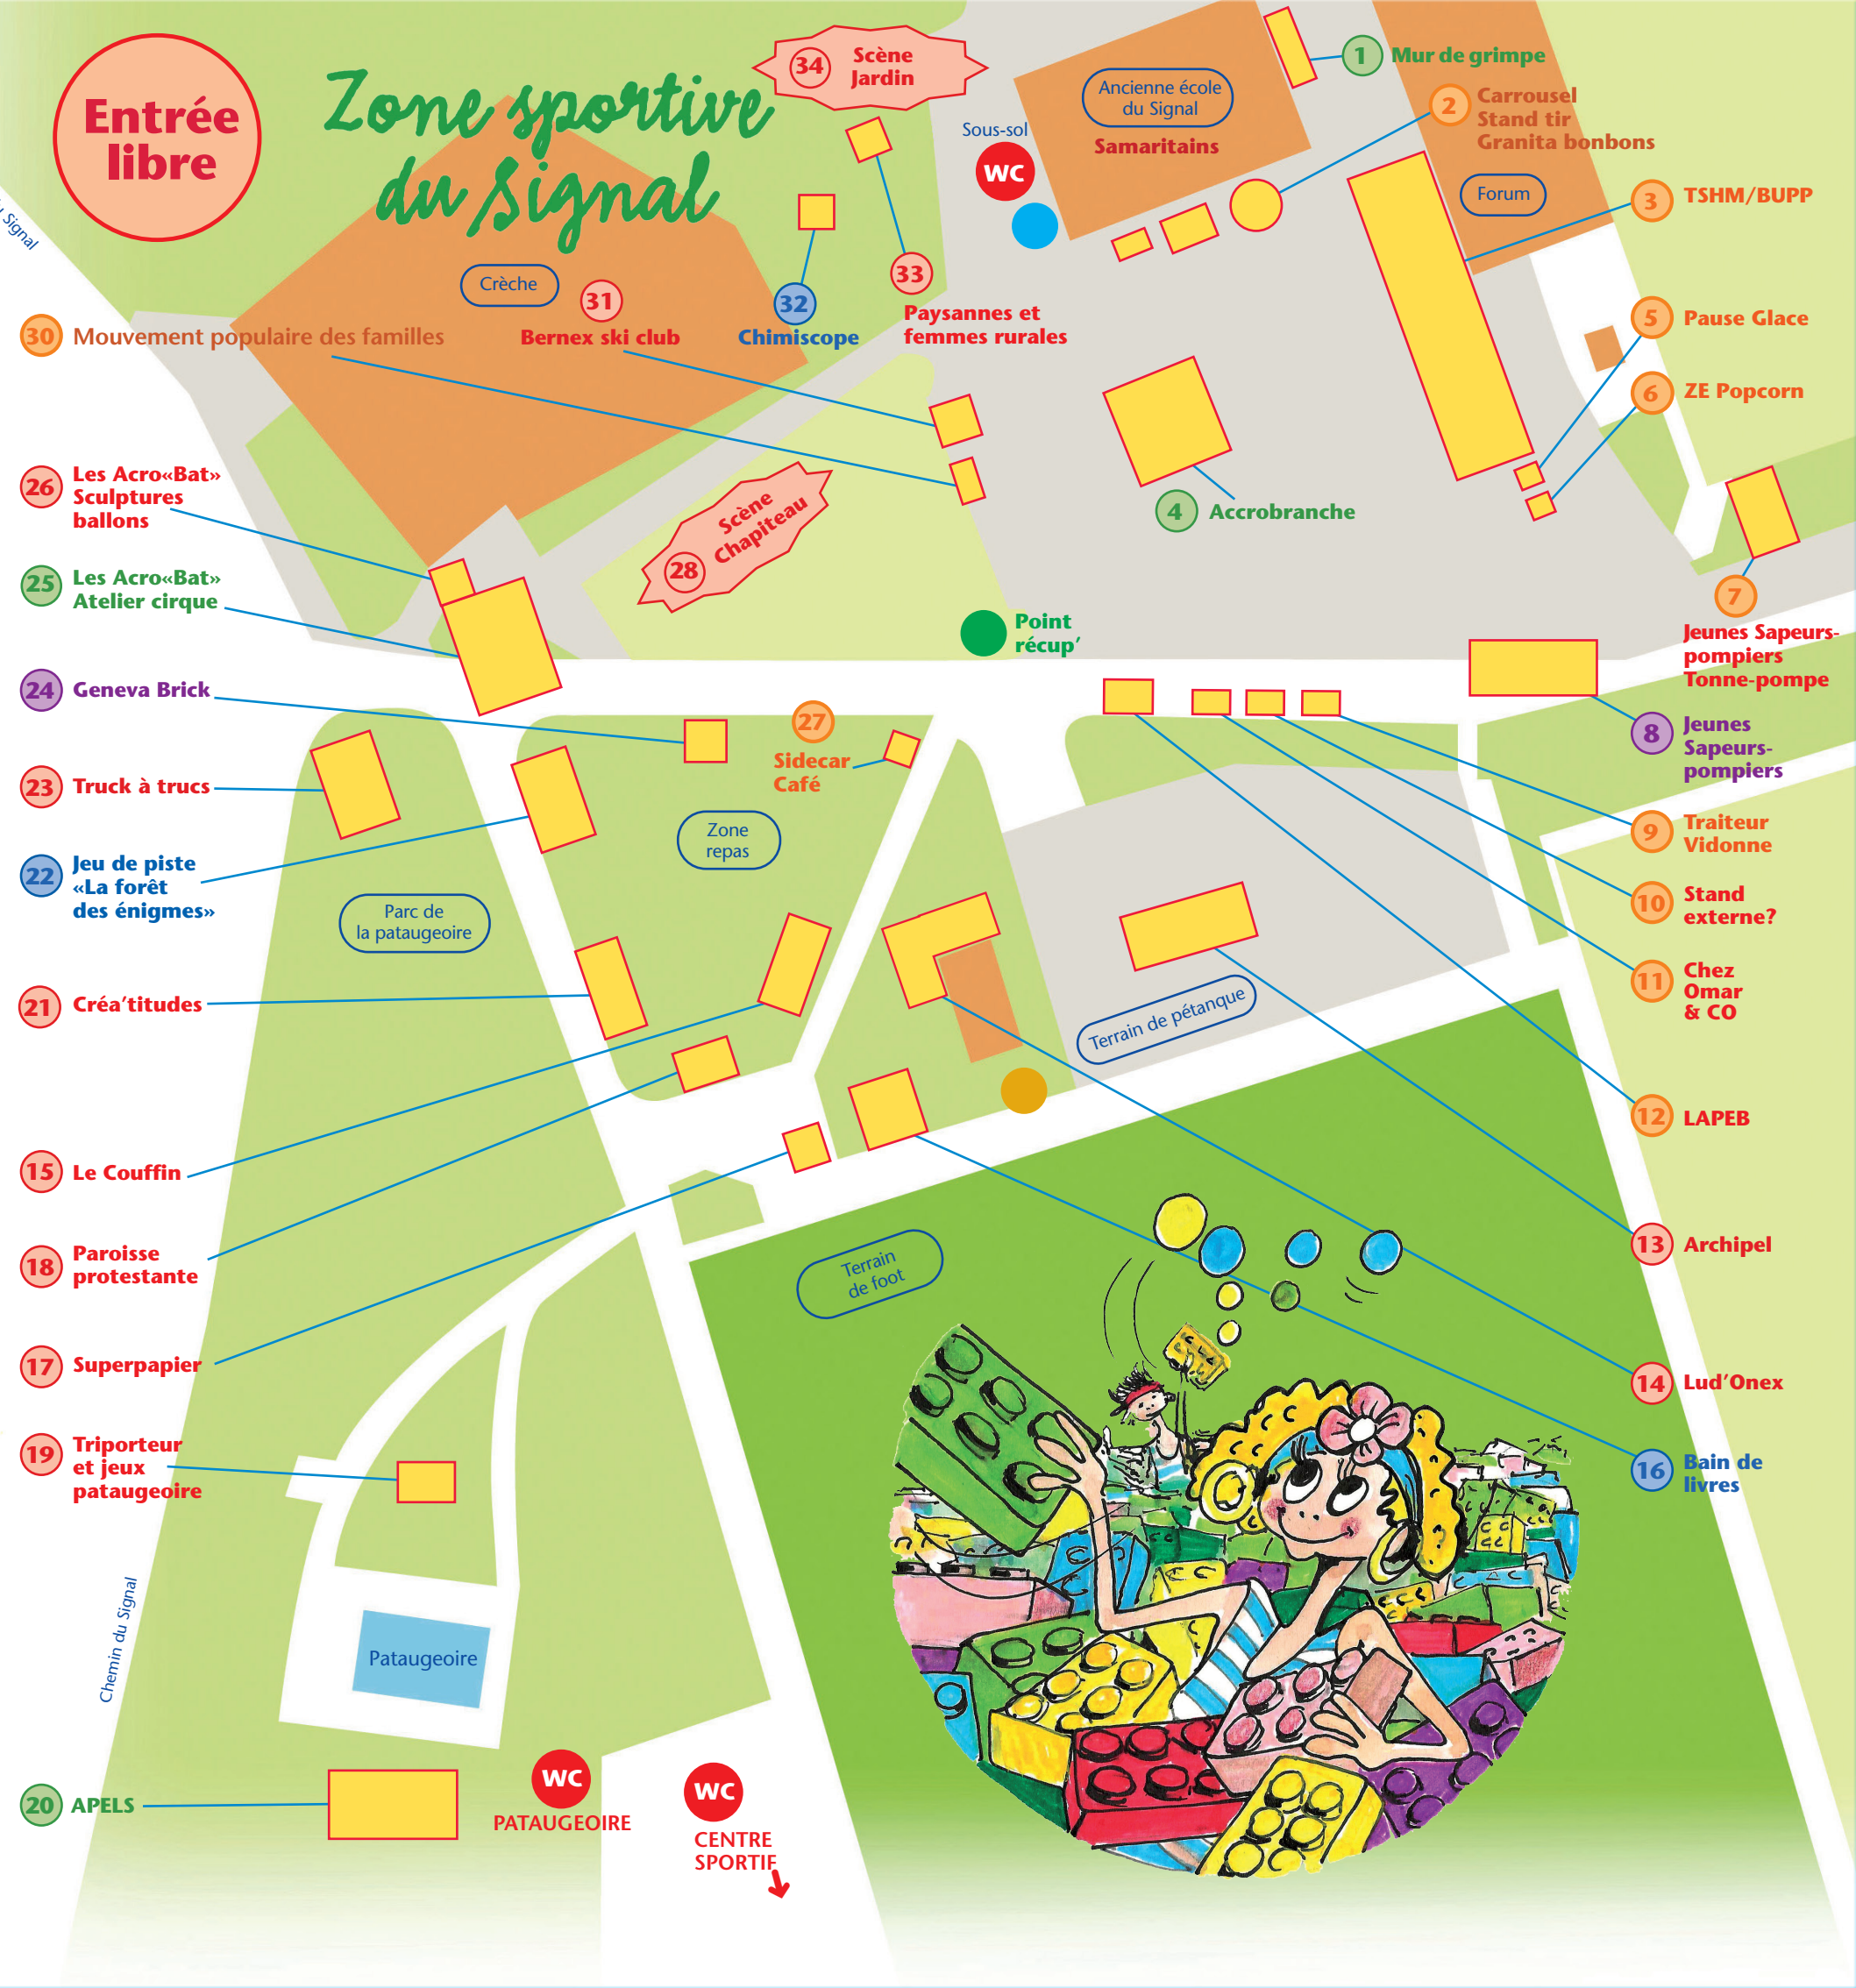 Entrée
libre
Zone sportive
du Signal
34
Scène
Jardin
Ancienne école
du Signal
Samaritains
Sous-sol
WC
1
Mur de grimpe
2
Carrousel
Stand tir
Granita bonbons
Forum
3
TSHM/BUPP
Signal
Crèche
31
Bernex ski club
32
Chimiscope
33
Paysannes et
femmes rurales
30
Mouvement populaire des familles
5
Pause Glace
6
ZE Popcorn
26
Les Acro«Bat»
Sculptures
ballons
28
Scène
Chapiteau
4
Accrobranche
25
Les Acro«Bat»
Atelier cirque
Point
récup’
7
Jeunes Sapeurs-
pompiers
Tonne-pompe
24
Geneva Brick
27
Sidecar
Café
8
Jeunes
Sapeurs-
pompiers
23
Truck à trucs
Zone
repas
9
Traiteur
Vidonne
22
Jeu de piste
«La forêt
des énigmes»
Parc de
la pataugeoire
10
Stand
externe?
21
Créa’titudes
Terrain de pétanque
11
Chez
Omar
& CO
12
LAPEB
15
Le Couffin
18
Paroisse
protestante
Terrain
de foot
13
Archipel
17
Superpapier
14
Lud’Onex
19
Triporteur
et jeux
pataugeoire
16
Bain de
livres
Chemin du Signal
Pataugeoire
20
APELS
WC
PATAUGEOIRE
WC
CENTRE
SPORTIF